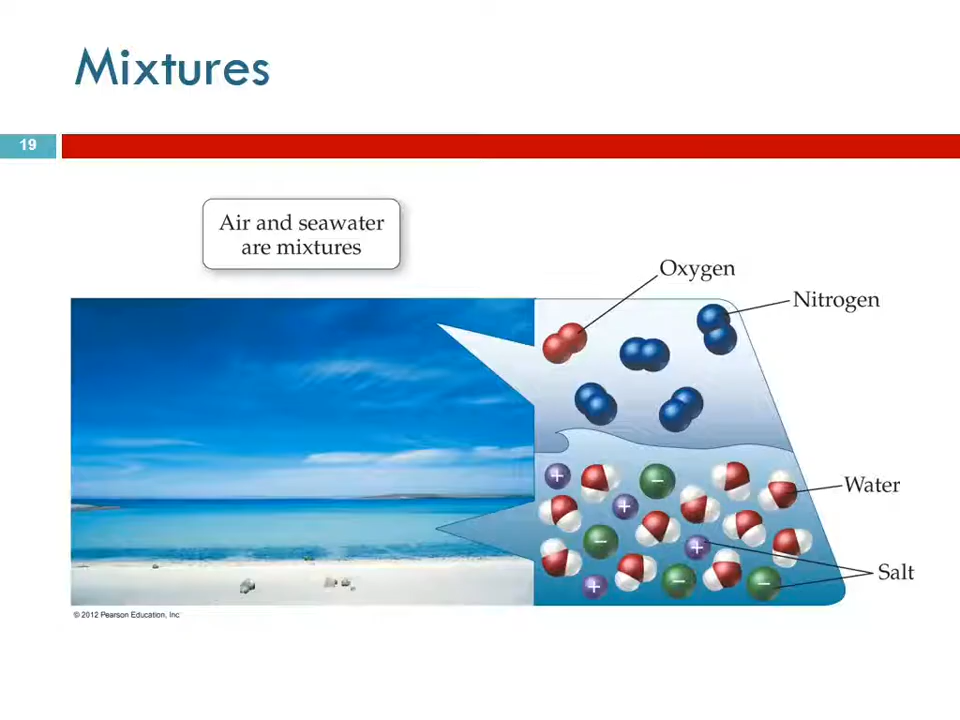 Mixtures
19
Air and seawater
are mixtures
Oxygen
Nitrogen
+
−
Water
+
−
+
Salt
+
−
−
© 2012 Pearson Education, Inc